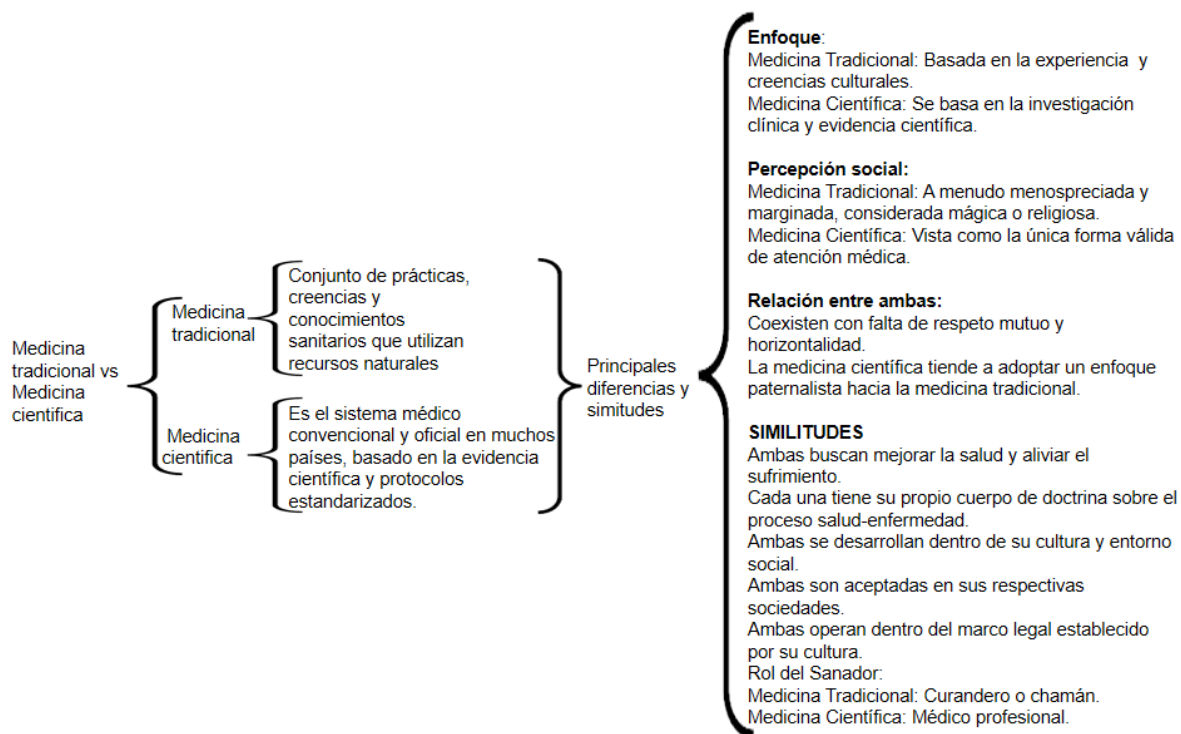 Medicina
tradicional vs
Medicina
cientifica
Medicina
tradicional
Conjunto de prácticas,
creencias y
conocimientos
sanitarios que utilizan
recursos naturales
Medicina
cientifica
Es el sistema médico
convencional y oficial en muchos
países, basado en la evidencia
científica y protocolos
estandarizados.
Principales
diferencias y
simitudes
Enfoque:
Medicina Tradicional: Basada en la experiencia y
creencias culturales.
Medicina Científica: Se basa en la investigación
clínica y evidencia científica.
Percepción social:
Medicina Tradicional: A menudo menospreciada y
marginada, considerada mágica o religiosa.
Medicina Científica: Vista como la única forma válida
de atención médica.
Relación entre ambas:
Coexisten con falta de respeto mutuo y
horizontalidad.
La medicina científica tiende a adoptar un enfoque
paternalista hacia la medicina tradicional.
SIMILITUDES
Ambas buscan mejorar la salud y aliviar el
sufrimiento.
Cada una tiene su propio cuerpo de doctrina sobre el
proceso salud-enfermedad.
Ambas se desarrollan dentro de su cultura y entorno
social.
Ambas son aceptadas en sus respectivas
sociedades.
Ambas operan dentro del marco legal establecido
por su cultura.
Rol del Sanador:
Medicina Tradicional: Curandero o chamán.
Medicina Científica: Médico profesional.